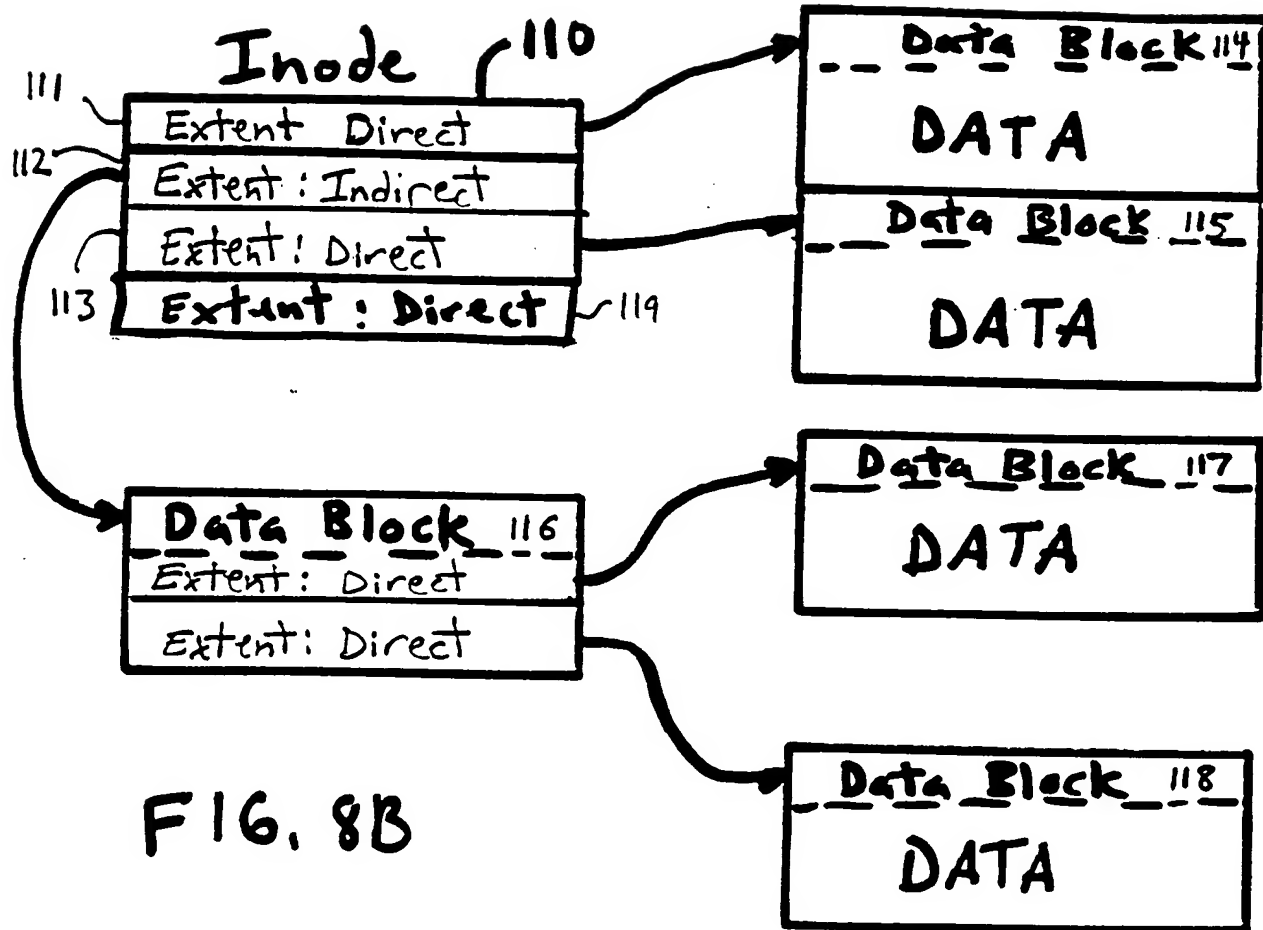 Inode 110
111 Extent Direct
112 Extent: Indirect
113 Extent: Direct
Extent: Direct 119
Data Block 114
DATA
Data Block 115
DATA
Data Block 116
Extent: Direct
Extent: Direct
Data Block 117
DATA
Data Block 118
DATA
FIG. 8B